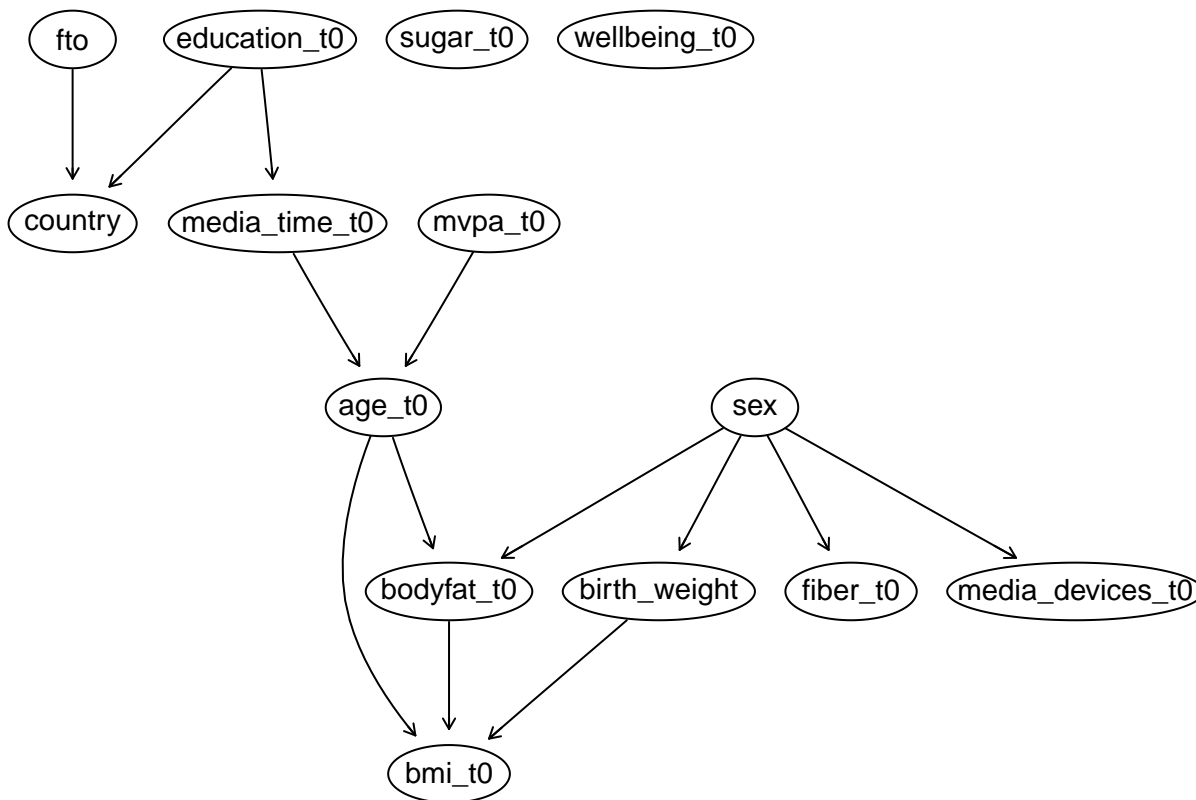 fto
education_t0
sugar_t0
wellbeing_t0
country
media_time_t0
mvpa_t0
age_t0
sex
bodyfat_t0
birth_weight
fiber_t0
media_devices_t0
bmi_t0